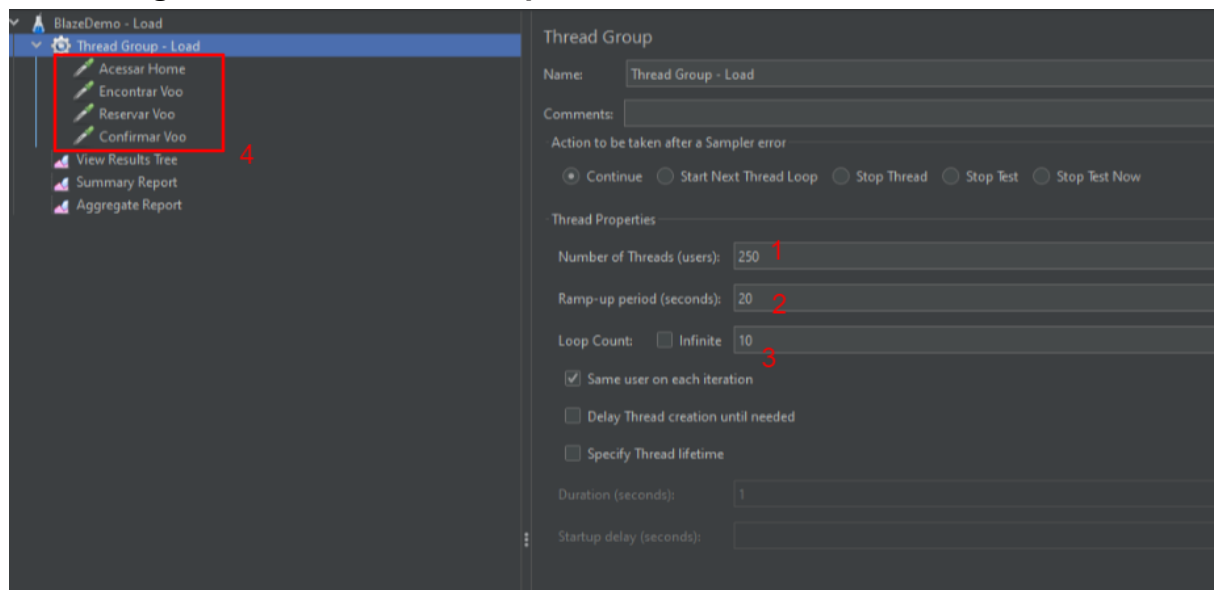 BlazeDemo - Load
Thread Group - Load
Acessar Home
Encontrar Voo
Reservar Voo
Confirmar Voo
4
View Results Tree
Summary Report
Aggregate Report
Thread Group
Name: Thread Group - Load
Comments:
Action to be taken after a Sampler error
Continue Start Next Thread Loop Stop Thread Stop Test Stop Test Now
Thread Properties
Number of Threads (users): 250 1
Ramp-up period (seconds): 20 2
Loop Count: Infinite 10 3
Same user on each iteration
Delay Thread creation until needed
Specify Thread lifetime
Duration (seconds): 1
Startup delay (seconds):